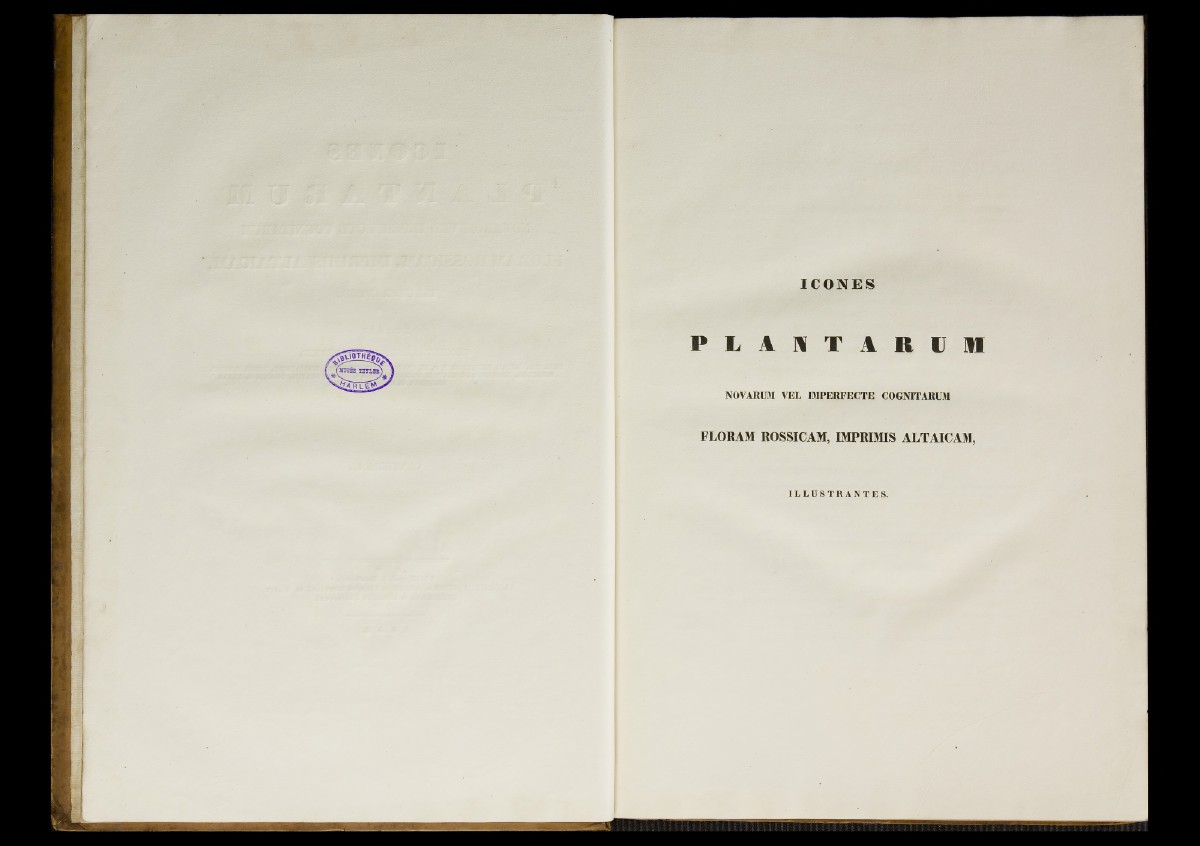 BIBLIOTHÈQUE
MUSÉE TEYLER
HARLEM
ICONES
PLANTARUM
NOVARUM VEL IMPERFECTE COGNITARUM
FLORAM ROSSICAM, IMPRIMIS ALTAICAM,
ILLUSTRANTES.